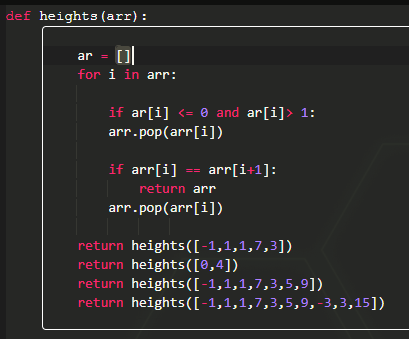 def heights(arr):
ar = []
for i in arr:
if ar[i] <= 0 and ar[i]> 1:
arr.pop(arr[i])
if arr[i] == arr[i+1]:
return arr
arr.pop(arr[i])
return heights([-1,1,1,7,3])
return heights([0,4])
return heights([-1,1,1,7,3,5,9])
return heights([-1,1,1,7,3,5,9,-3,3,15])